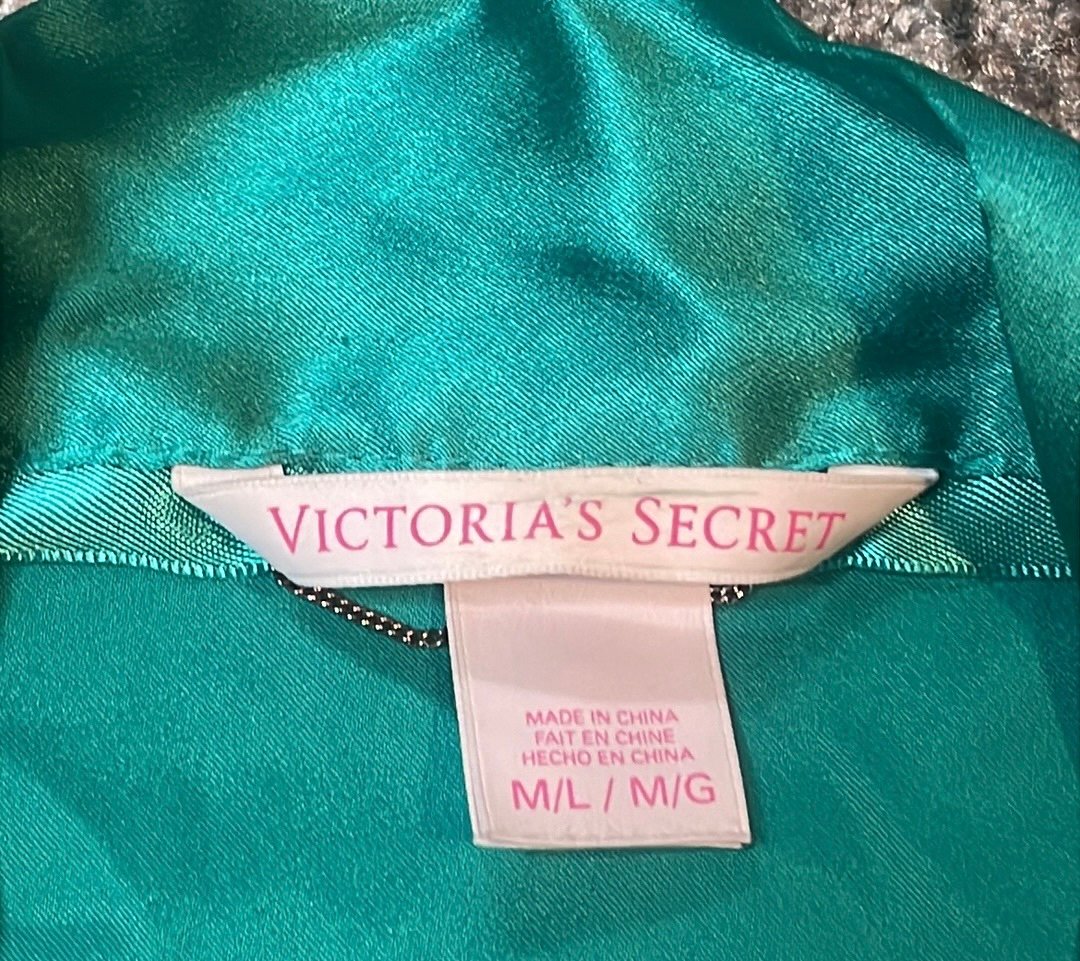 VICTORIA'S SECRET
MADE IN CHINA
FAIT EN CHINE
HECHO EN CHINA
M/L / M/G